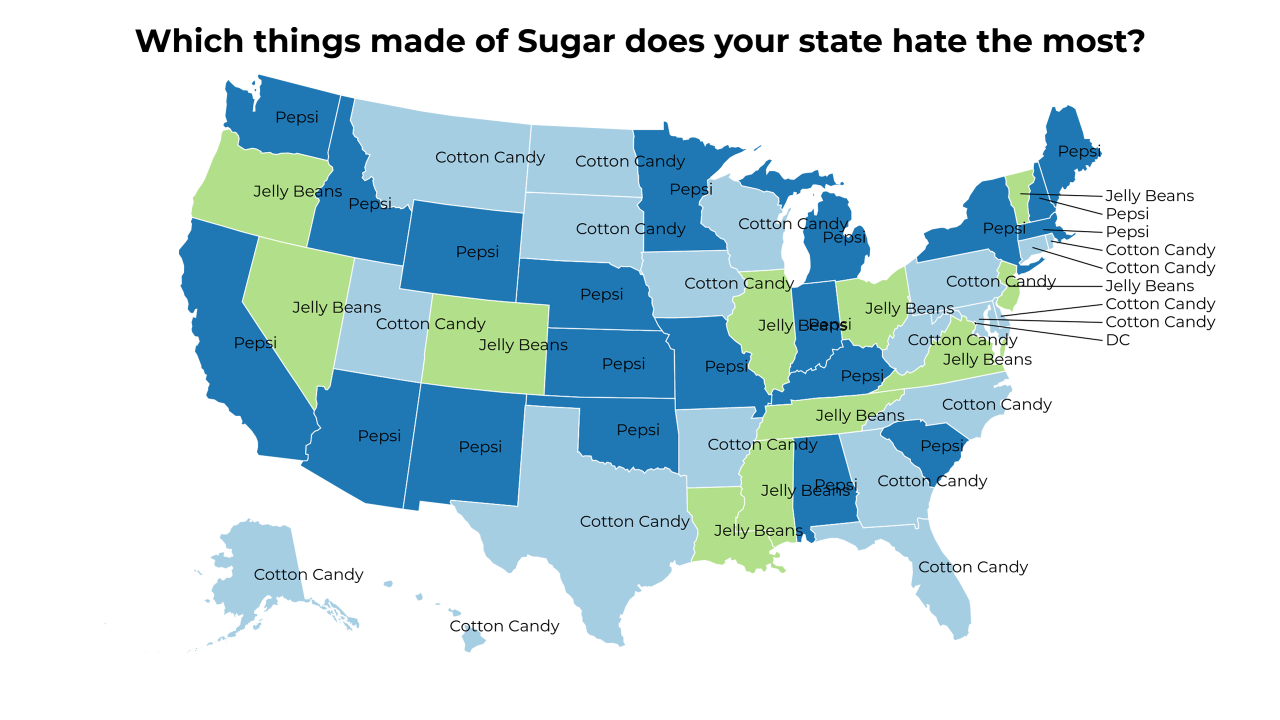 Which things made of Sugar does your state hate the most?
Pepsi
Cotton Candy
Cotton Candy
Pepsi
Pepsi
Jelly Beans
Pepsi
Pepsi
Cotton Candy
Cotton Candy
Pepsi
Pepsi
Pepsi
Cotton Candy
Jelly Beans
Pepsi
Pepsi
Cotton Candy
Cotton Candy
Jelly Beans
Cotton Candy
Cotton Candy
DC
Cotton Candy
Cotton Candy
Pepsi
Jelly Beans
Jelly Beans
Cotton Candy
Jelly Beans
Pepsi
Pepsi
Cotton Candy
Jelly Beans
Jelly Beans
Pepsi
Pepsi
Pepsi
Cotton Candy
Jelly Beans
Pepsi
Pepsi
Pepsi
Cotton Candy
Pepsi
Cotton Candy
Pepsi
Jelly Beans
Cotton Candy
Jelly Beans
Cotton Candy
Cotton Candy
Cotton Candy